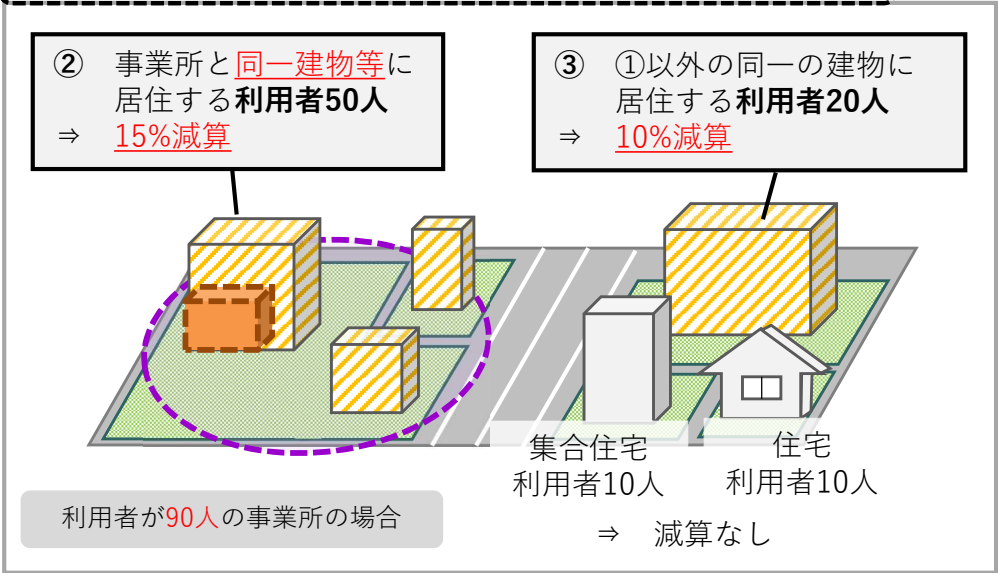 ② 事業所と同一建物等に
居住する利用者50人
⇒ 15%減算
③ ①以外の同一の建物に
居住する利用者20人
⇒ 10%減算
集合住宅
利用者10人
住宅
利用者10人
⇒ 減算なし
利用者が90人の事業所の場合